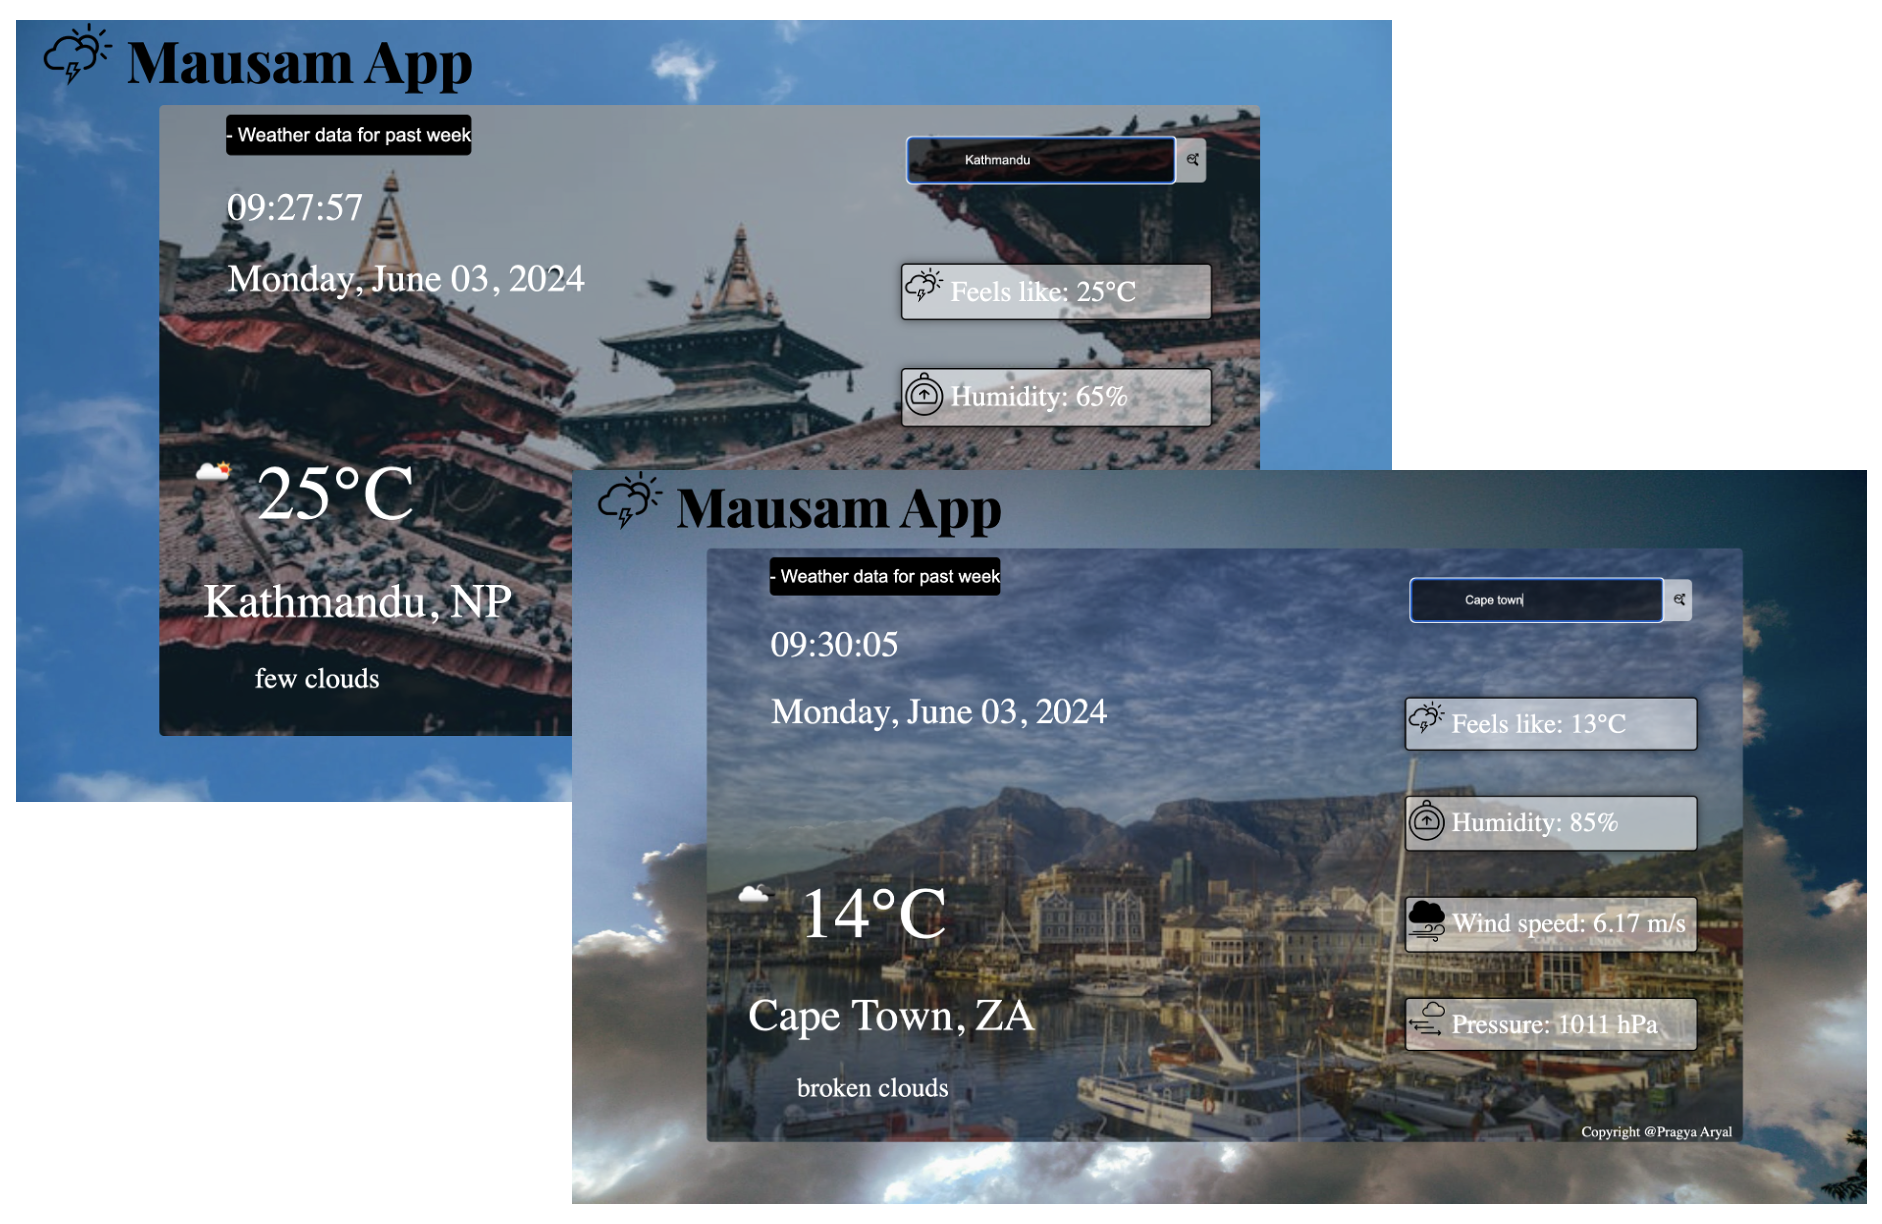 Mausam App
- Weather data for past week
Kathmandu
09:27:57
Monday, June 03, 2024
Feels like: 25°C
Humidity: 65%
25°C
Kathmandu, NP
few clouds
Mausam App
- Weather data for past week
Cape town
09:30:05
Monday, June 03, 2024
Feels like: 13°C
Humidity: 85%
14°C
Wind speed: 6.17 m/s
Cape Town, ZA
Pressure: 1011 hPa
broken clouds
Copyright @Pragya Aryal